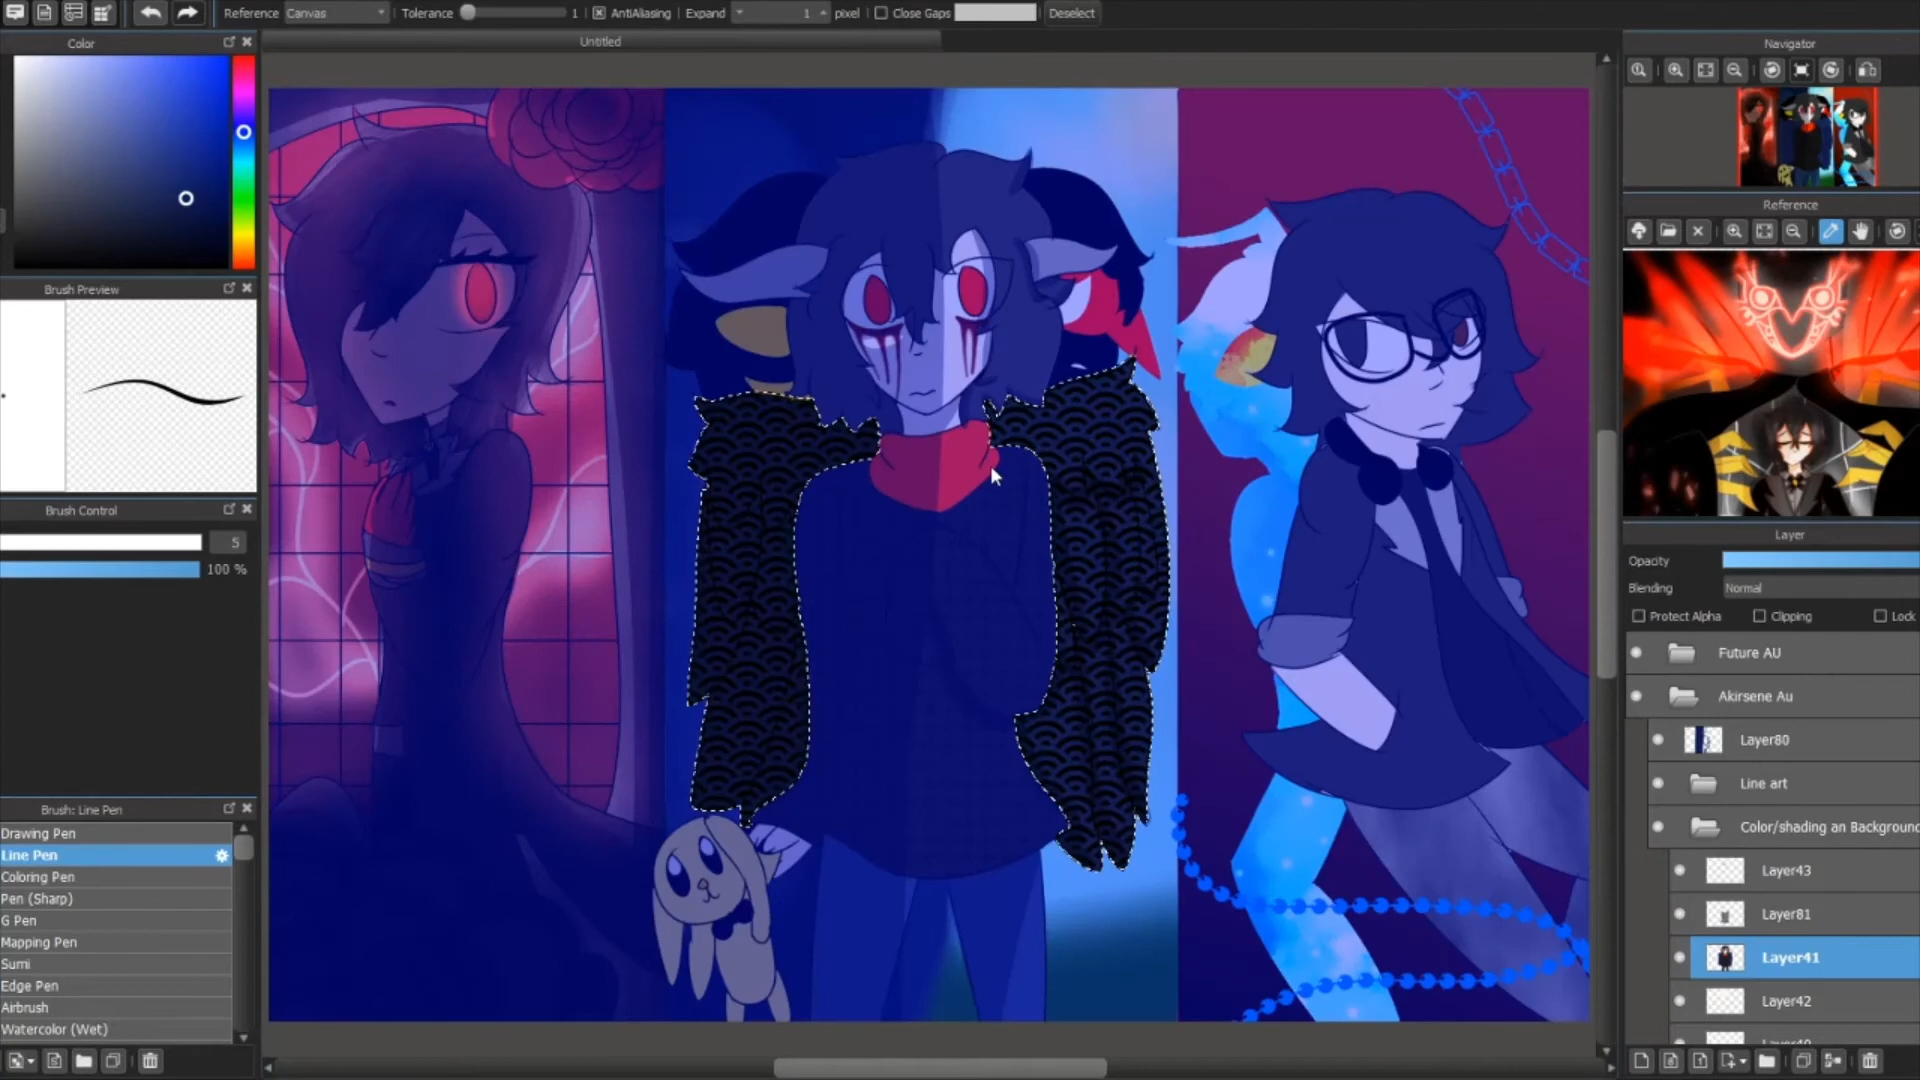 Reference Canvas Tolerance 1 AntiAliasing Expand 1 pixel Close Gaps Deselect
Color
Untitled
Navigator
Reference
Brush Preview
Brush Control
5
100 %
Layer
Opacity
Blending Normal
Protect Alpha Clipping Lock
Future AU
Akirsene Au
Layer80
Line art
Color/shading an Background
Layer43
Layer81
Layer41
Layer42
Brush: Line Pen
Drawing Pen
Line Pen
Coloring Pen
Pen (Sharp)
G Pen
Mapping Pen
Sumi
Edge Pen
Airbrush
Watercolor (Wet)